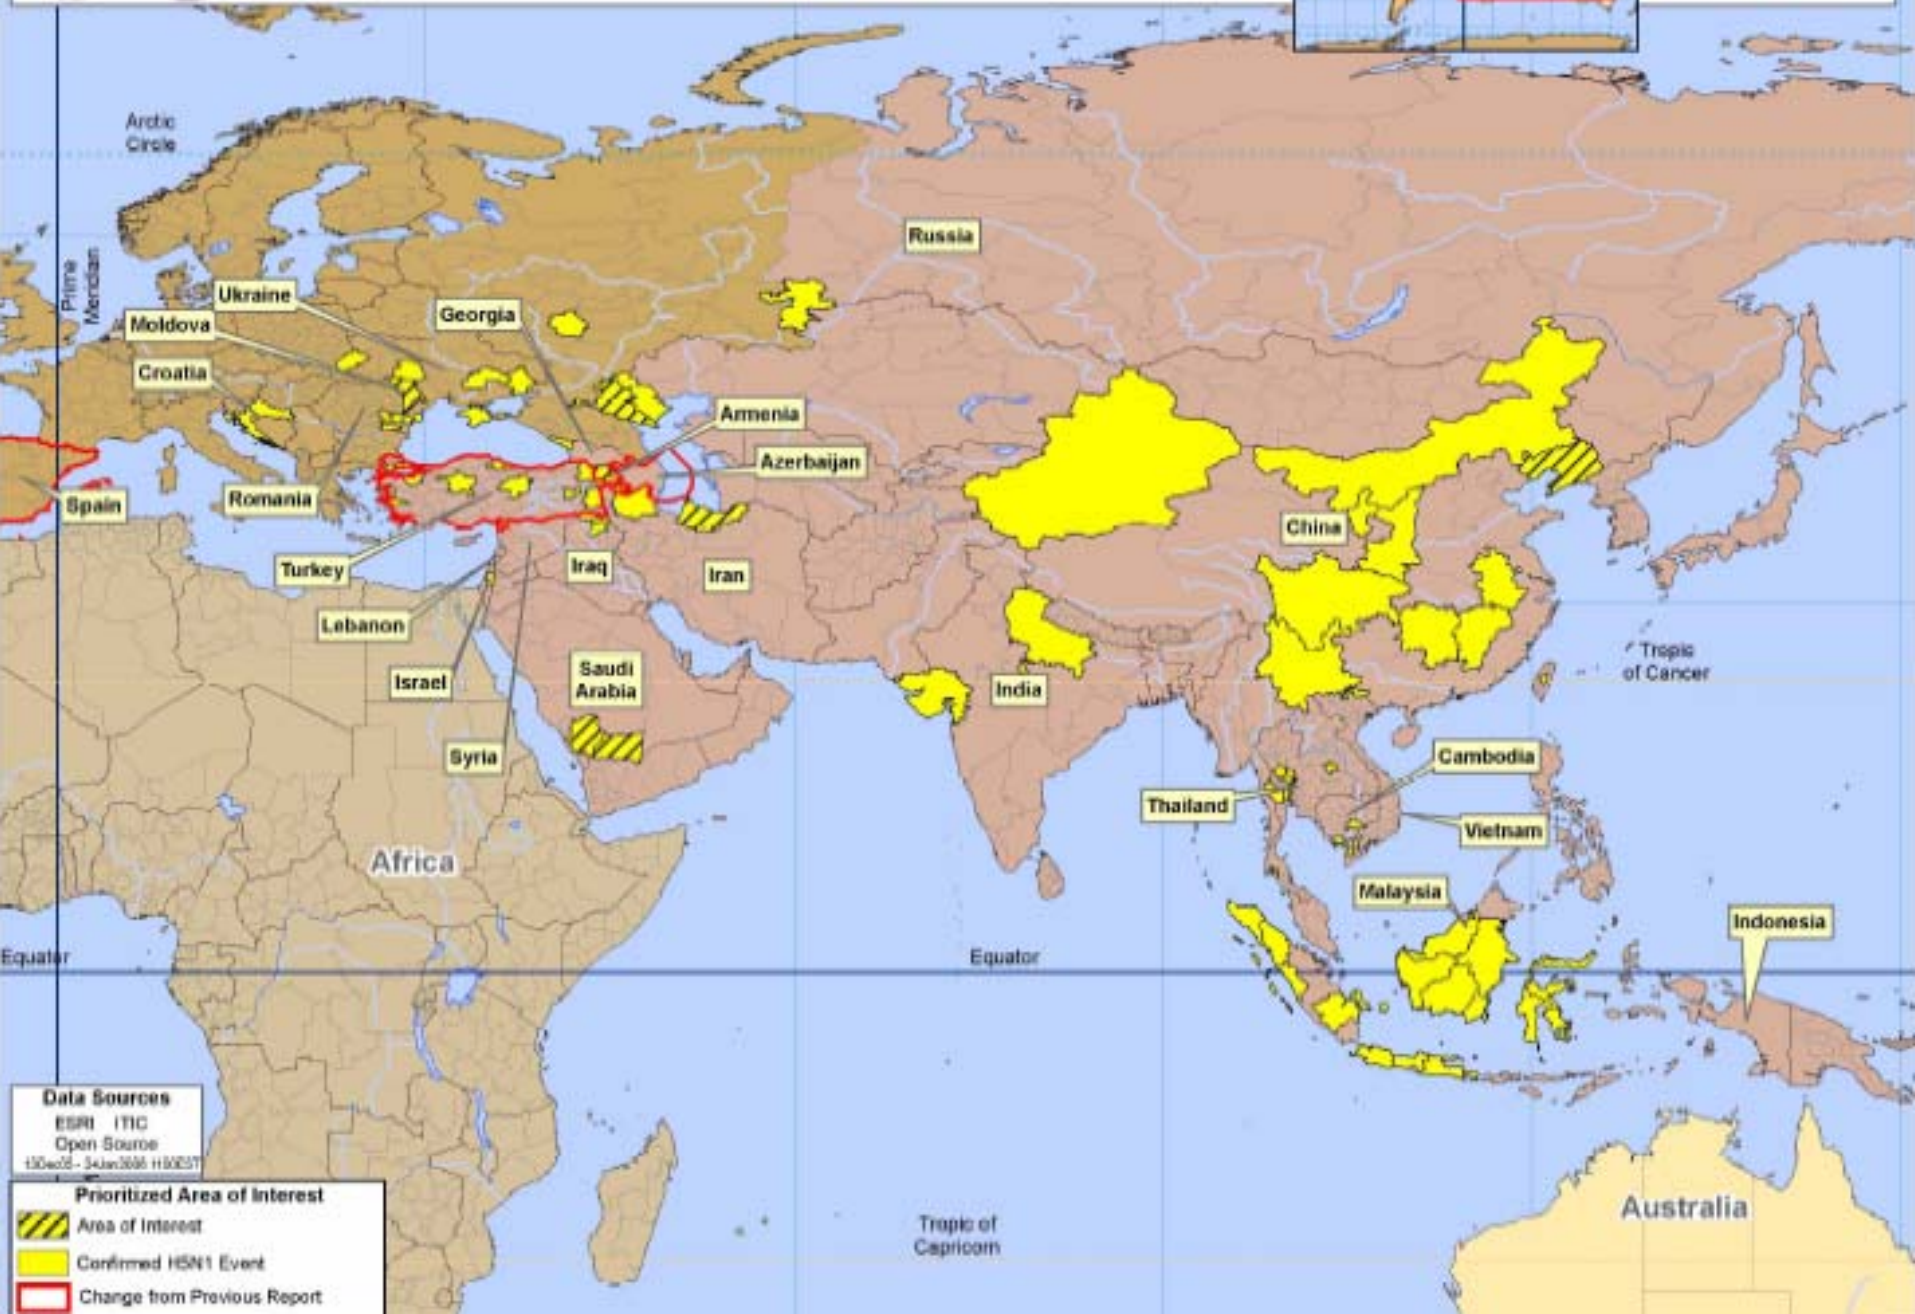 Arctic
Circle
Prime
Meridian
Russia
Ukraine
Georgia
Moldova
Croatia
Armenia
Azerbaijan
Spain
Romania
China
Turkey
Iraq
Iran
Lebanon
Tropic
of Cancer
Israel
Saudi
Arabia
India
Syria
Cambodia
Thailand
Vietnam
Africa
Malaysia
Indonesia
Equator
Equator
Data Sources
ESRI ITIC
Open Source
Prioritized Area of Interest
Area of Interest
Confirmed H5N1 Event
Change from Previous Report
Tropic of
Capricorn
Australia